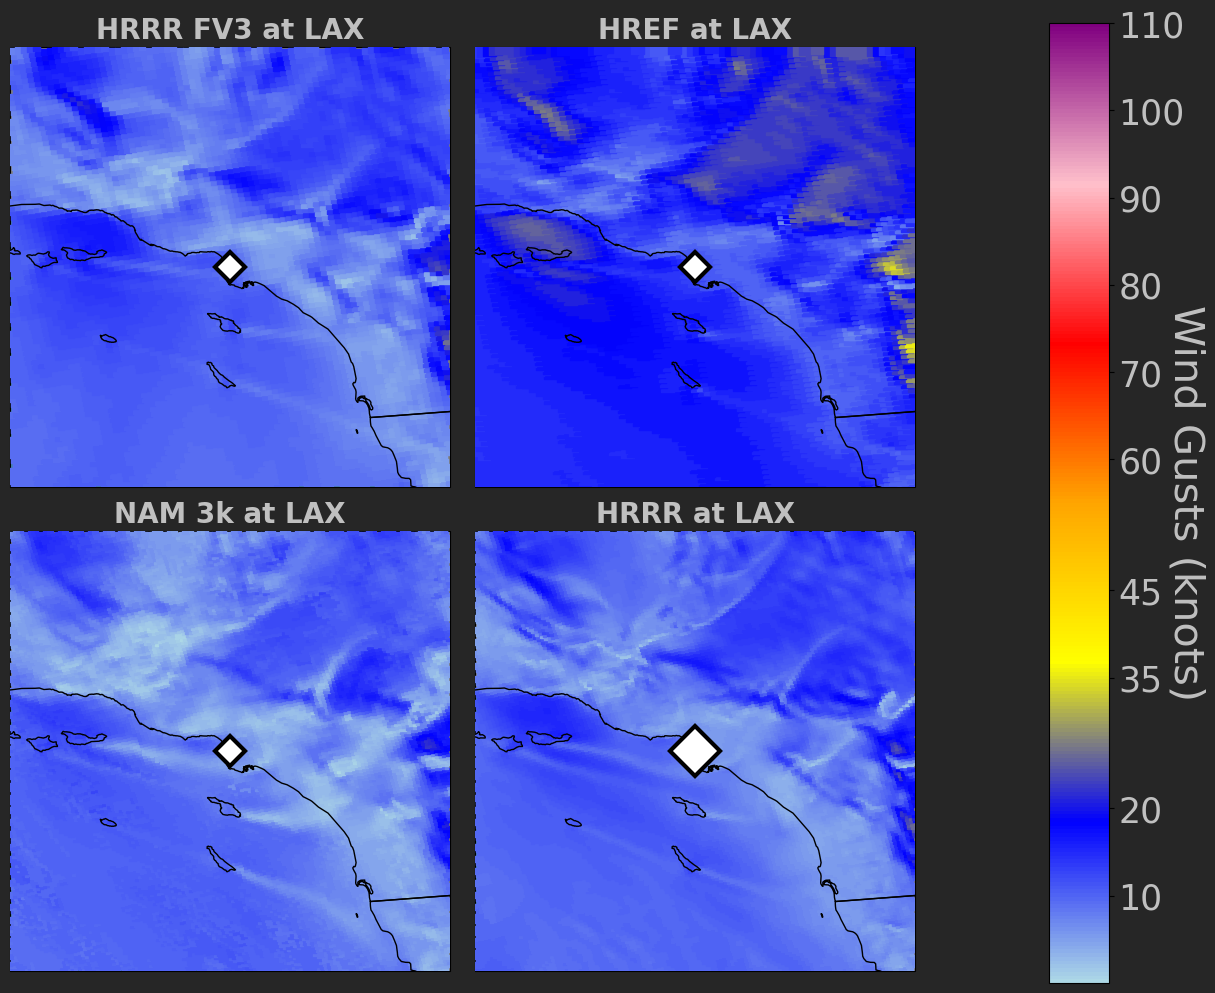 HRRR FV3 at LAX
HREF at LAX
NAM 3k at LAX
HRRR at LAX
110
100
90
80
70
60
45
35
20
10
Wind Gusts (knots)